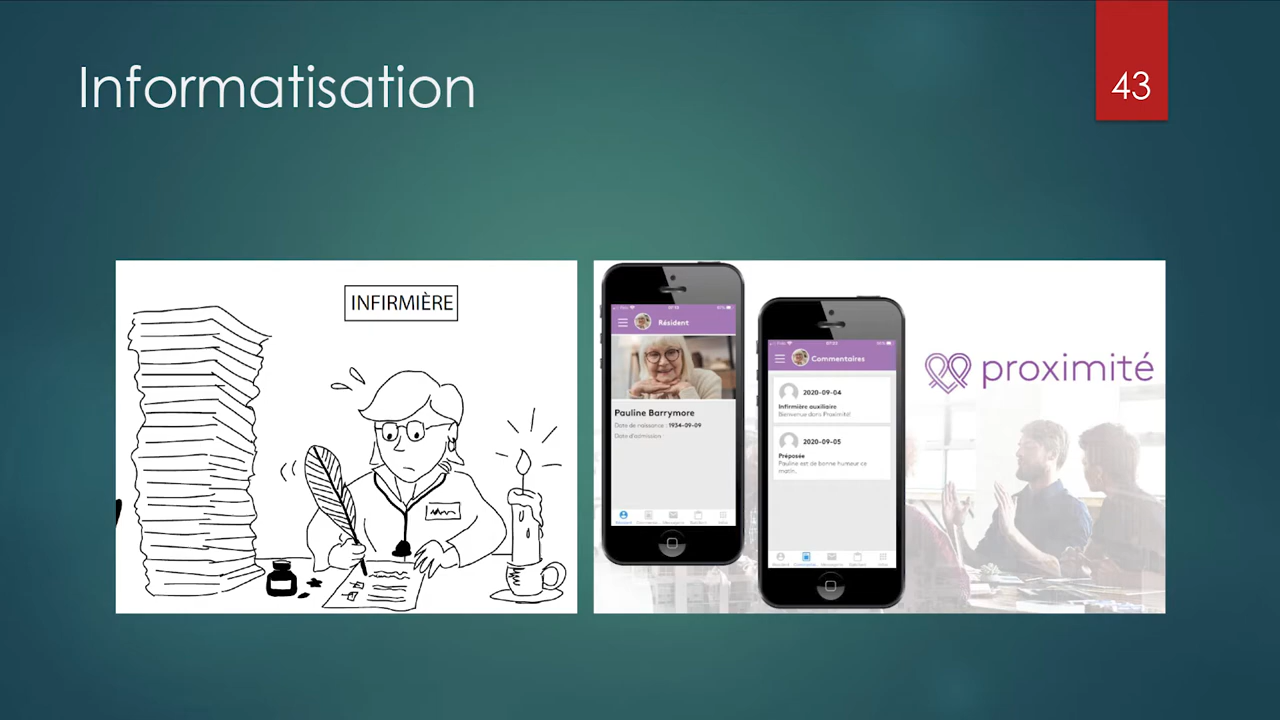 Informatisation
43
INFIRMIÈRE
Résident
Pauline Barrymore
Date de naissance : 1934-09-09
Date d'admission :
Commentaires
2020-09-04
Infirmière auxiliaire
Bienvenue dans Proximité!
2020-09-05
Préposée
Pauline est de bonne humeur ce
matin.
proximité